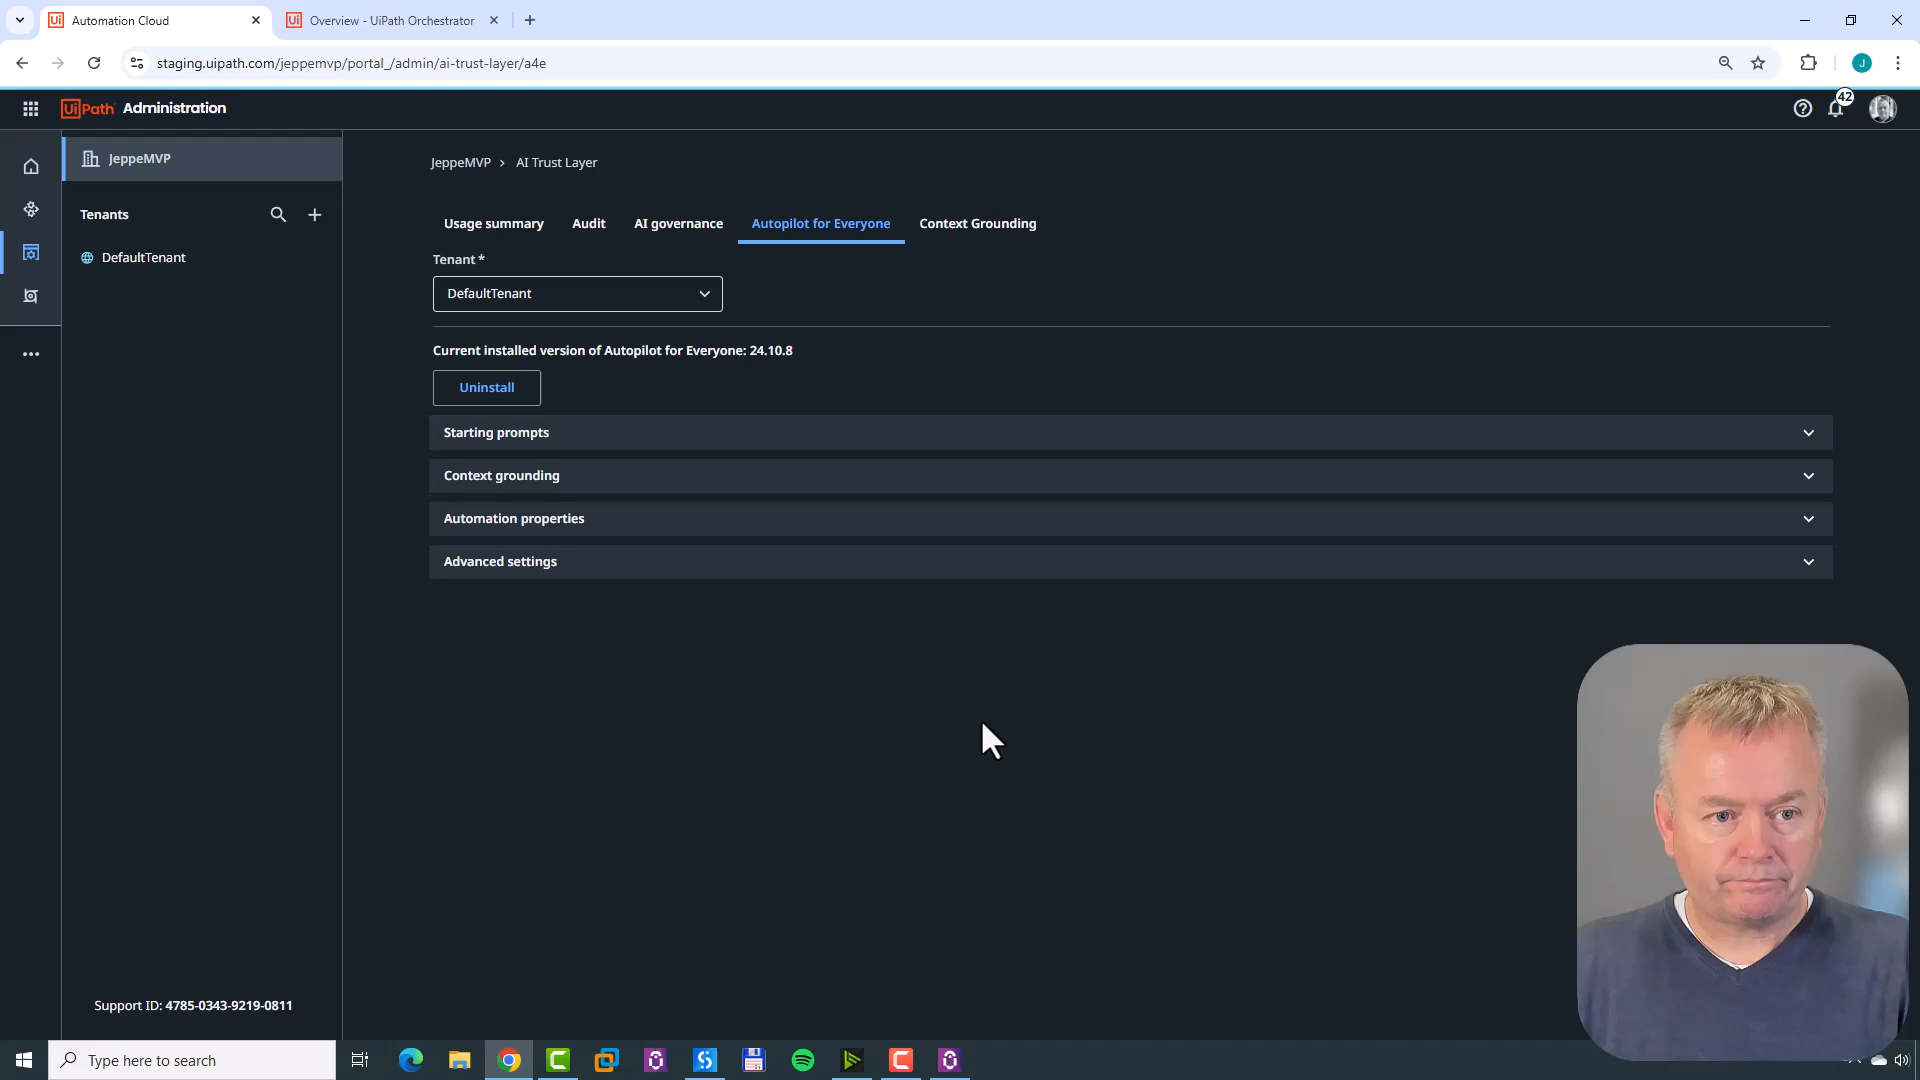 Automation Cloud
Overview - UiPath Orchestrator
staging.uipath.com/jeppemvp/portal_/admin/ai-trust-layer/a4e
J
UiPath Administration
42
JeppeMVP
Tenants
DefaultTenant
JeppeMVP > AI Trust Layer
Usage summary Audit AI governance Autopilot for Everyone Context Grounding
Tenant *
DefaultTenant
Current installed version of Autopilot for Everyone: 24.10.8
Uninstall
Starting prompts
Context grounding
Automation properties
Advanced settings
Support ID: 4785-0343-9219-0811
Type here to search